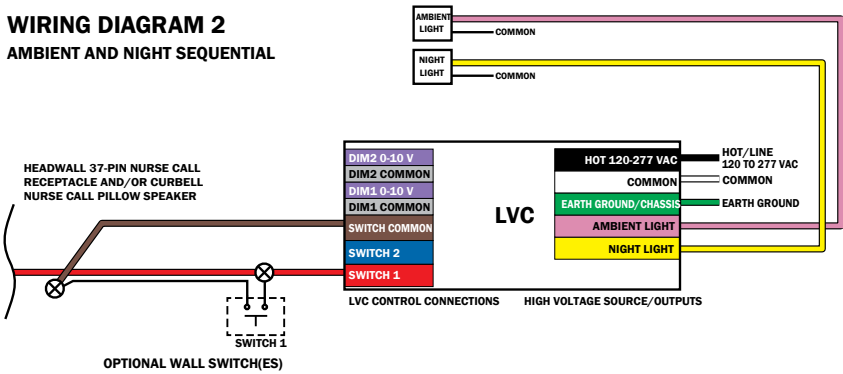 WIRING DIAGRAM 2
AMBIENT AND NIGHT SEQUENTIAL
AMBIENT
LIGHT
COMMON
NIGHT
LIGHT
COMMON
HEADWALL 37-PIN NURSE CALL
RECEPTACLE AND/OR CURBELL
NURSE CALL PILLOW SPEAKER
DIM2 0-10 V
DIM2 COMMON
DIM1 0-10 V
DIM1 COMMON
SWITCH COMMON
SWITCH 2
SWITCH 1
LVC
HOT 120-277 VAC
COMMON
EARTH GROUND/CHASSIS
AMBIENT LIGHT
NIGHT LIGHT
HOT/LINE
120 TO 277 VAC
COMMON
EARTH GROUND
LVC CONTROL CONNECTIONS
HIGH VOLTAGE SOURCE/OUTPUTS
SWITCH 1
OPTIONAL WALL SWITCH(ES)